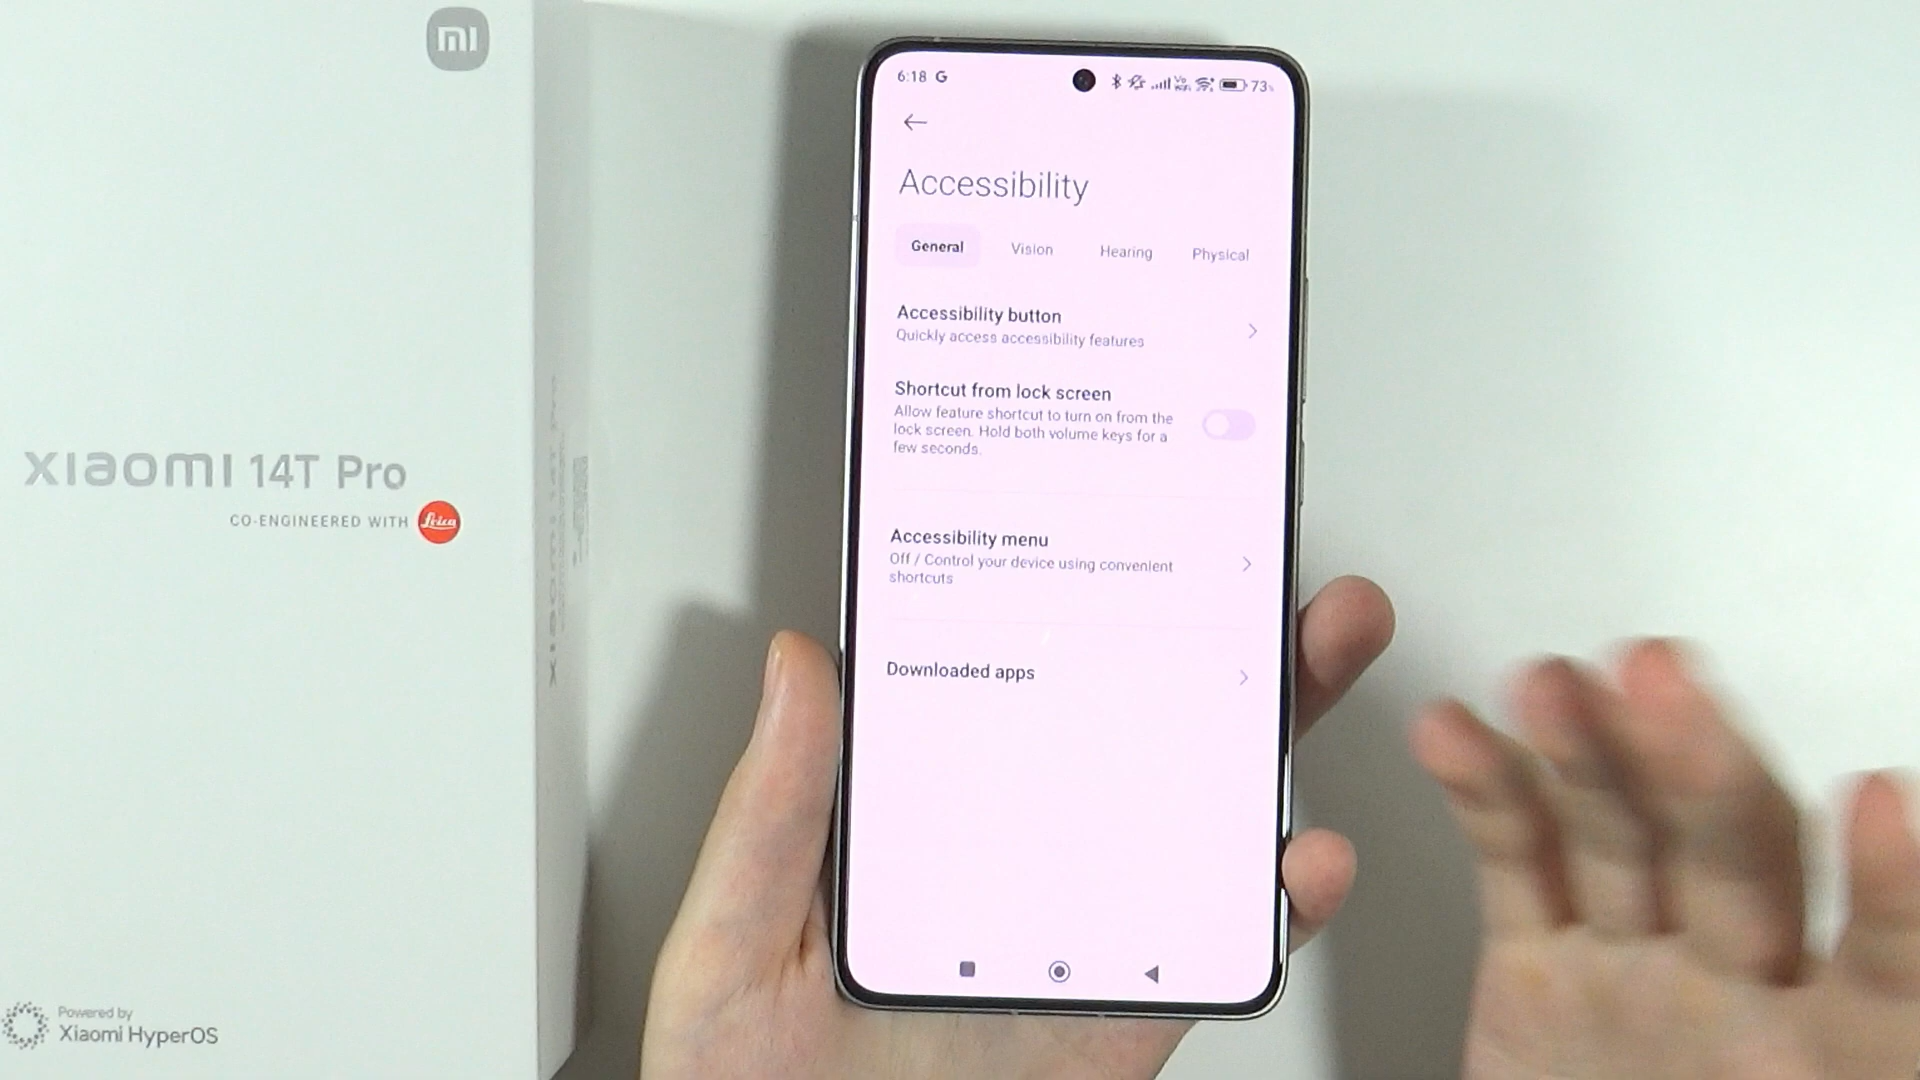 mi
xiaomi 14T Pro
CO-ENGINEERED WITH Leica
Powered by
Xiaomi HyperOS
xiaomi 14T Pro
6:18 G
73%
Accessibility
General Vision Hearing Physical
Accessibility button
Quickly access accessibility features
Shortcut from lock screen
Allow feature shortcut to turn on from the
lock screen. Hold both volume keys for a
few seconds.
Accessibility menu
Off / Control your device using convenient
shortcuts
Downloaded apps